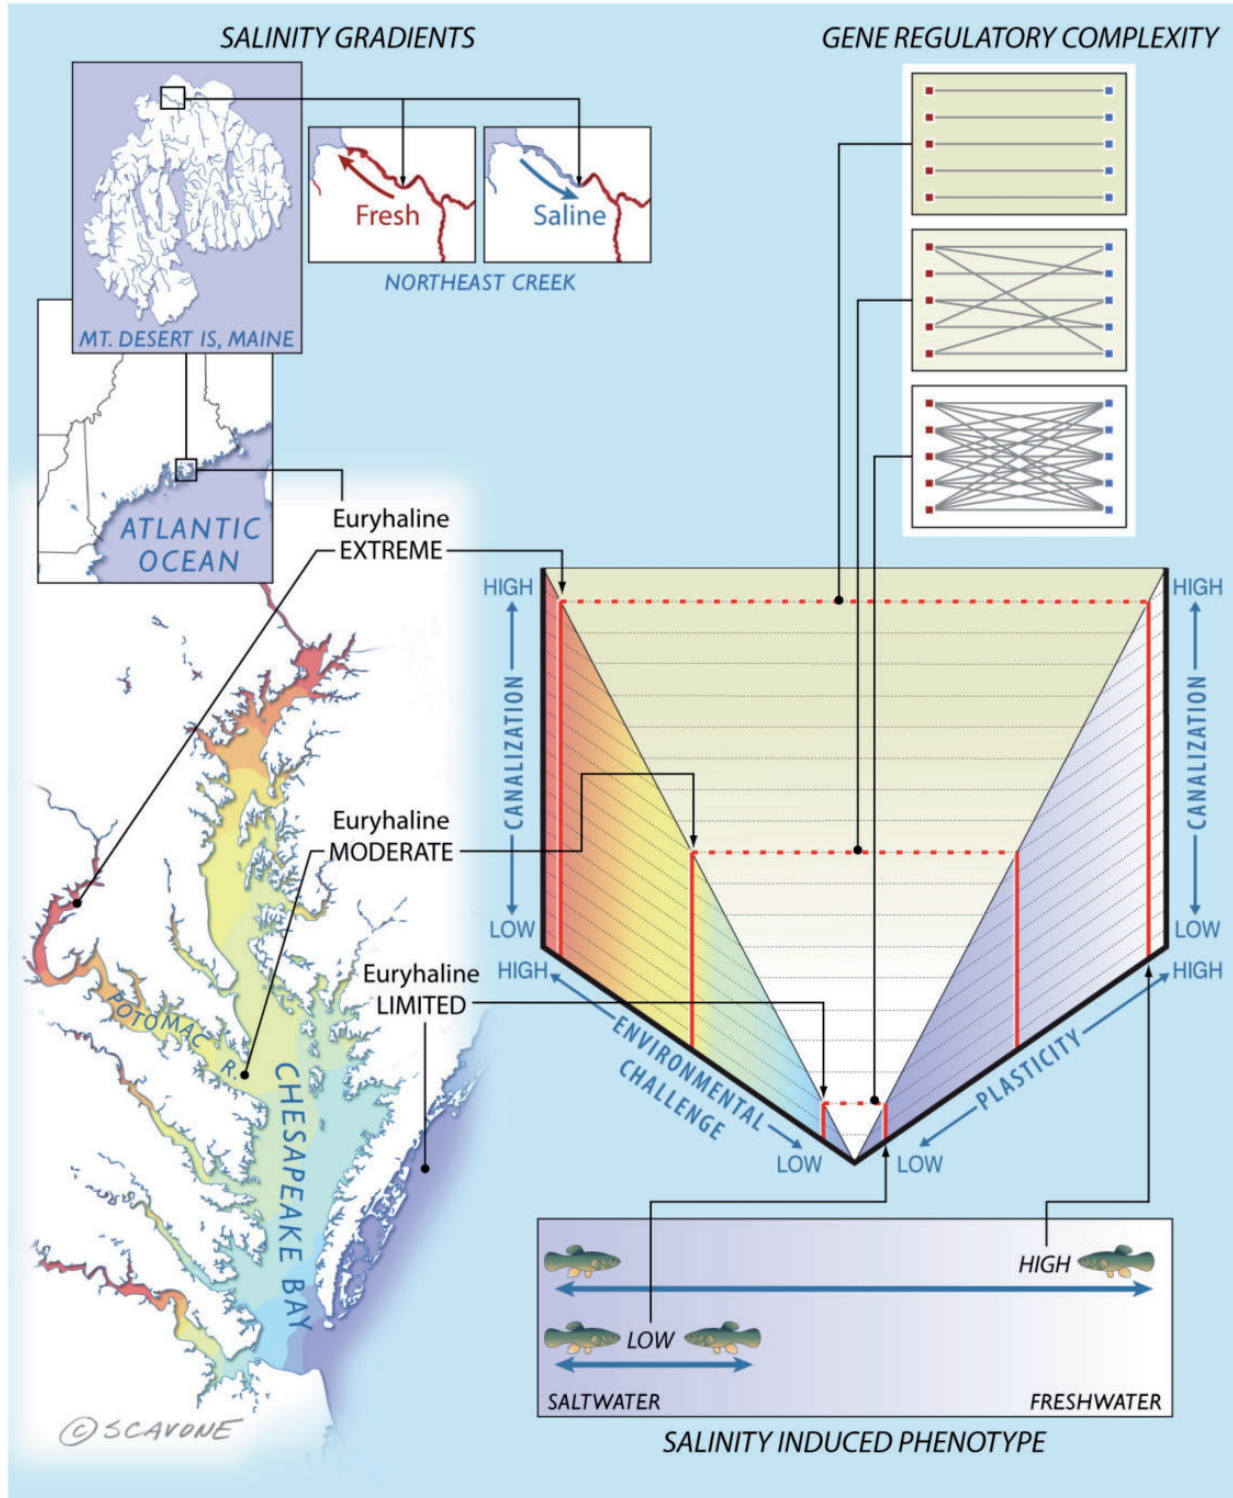 SALINITY GRADIENTS
GENE REGULATORY COMPLEXITY
Fresh
Saline
NORTHEAST CREEK
MT. DESERT IS, MAINE
ATLANTIC
OCEAN
Euryhaline
EXTREME
HIGH
CANALIZATION
LOW
HIGH
CANALIZATION
LOW
Euryhaline
MODERATE
Euryhaline
LIMITED
POTOMAC R.
CHESAPEAKE BAY
HIGH
ENVIRONMENTAL
CHALLENGE
LOW
HIGH
PLASTICITY
LOW
HIGH
LOW
SALTWATER
FRESHWATER
SALINITY INDUCED PHENOTYPE
© SCAVONE